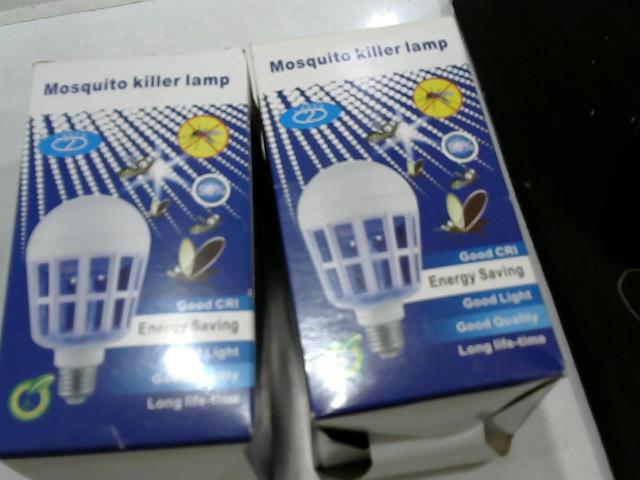 Mosquito killer lamp
Good CRI
Energy Saving
Light
Long life-time
Mosquito killer lamp
Good CRI
Energy Saving
Good Light
Good Quality
Long life-time